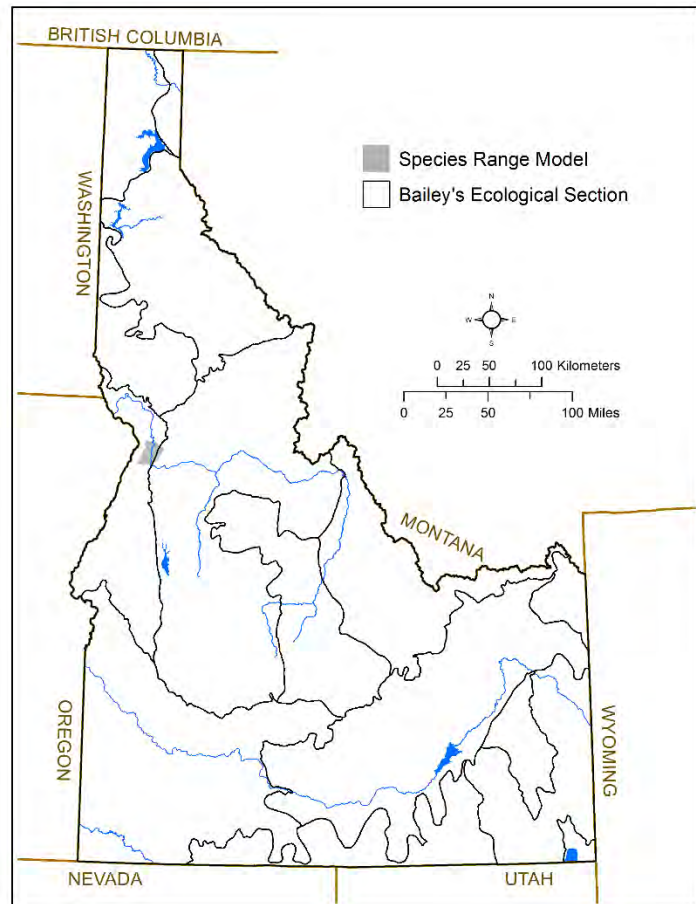 BRITISH COLUMBIA
WASHINGTON
Species Range Model
Bailey's Ecological Section
N
W E
S
0 25 50 100 Kilometers
0 25 50 100 Miles
MONTANA
OREGON
WYOMING
NEVADA
UTAH